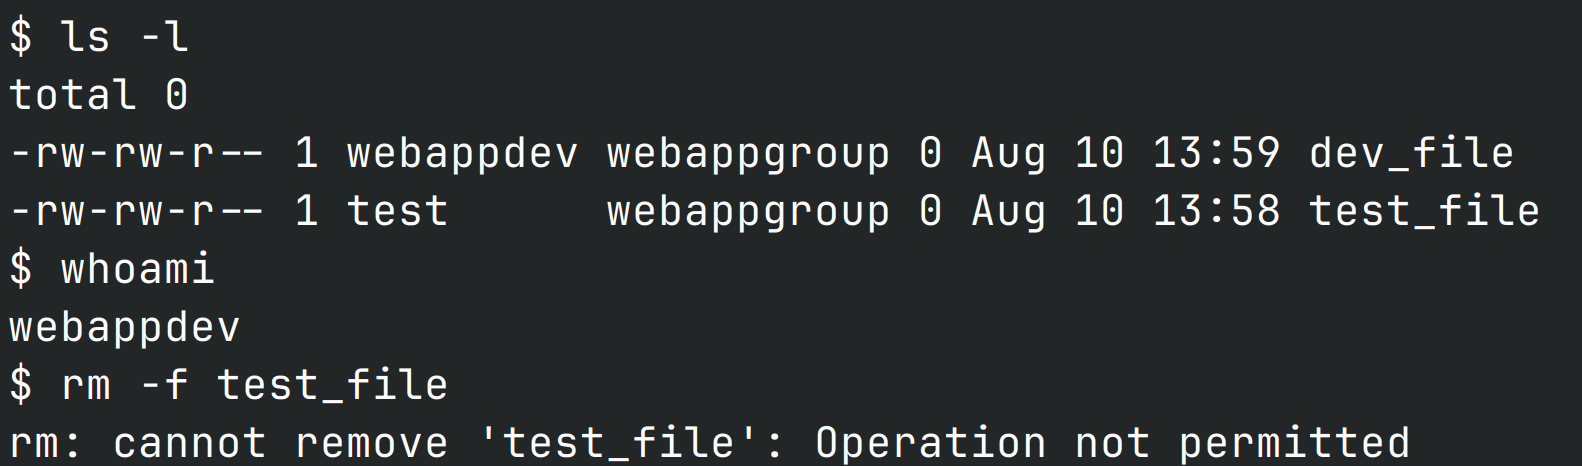 $ ls -l
total 0
-rw-rw-r-- 1 webappdev webappgroup 0 Aug 10 13:59 dev_file
-rw-rw-r-- 1 test      webappgroup 0 Aug 10 13:58 test_file
$ whoami
webappdev
$ rm -f test_file
rm: cannot remove 'test_file': Operation not permitted